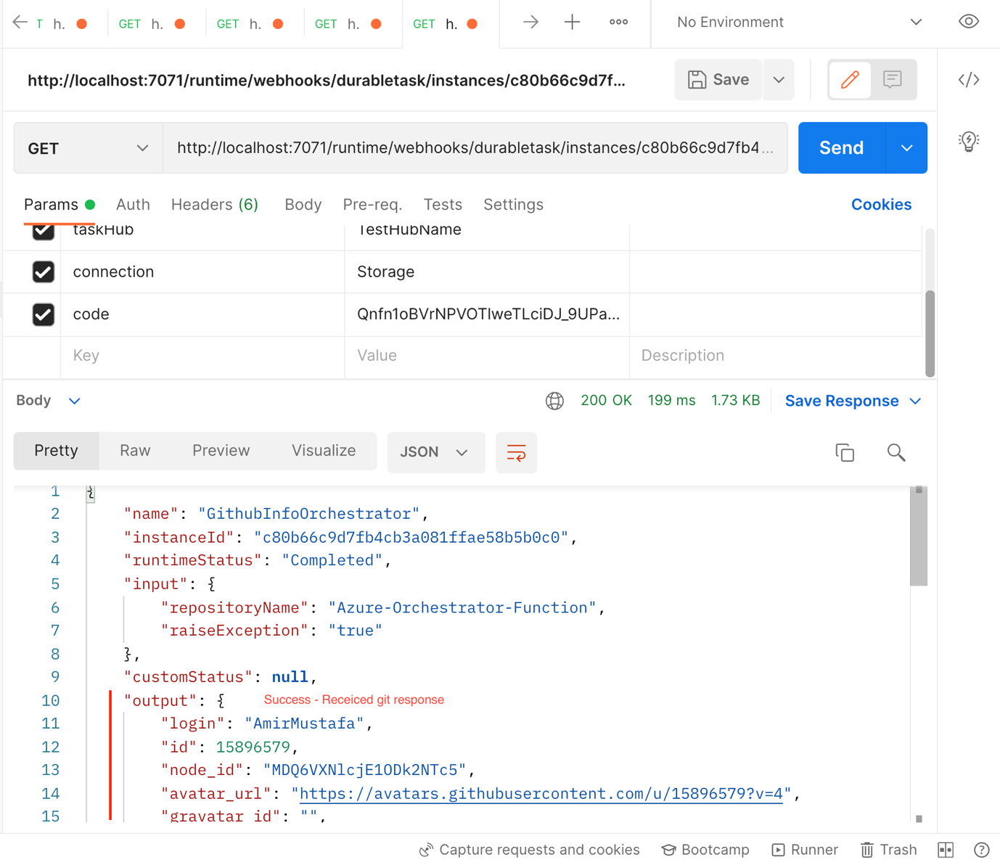 T h. GET h. GET h. GET h. GET h. No Environment
http://localhost:7071/runtime/webhooks/durabletask/instances/c80b66c9d7f... Save
GET http://localhost:7071/runtime/webhooks/durabletask/instances/c80b66c9d7fb4... Send
Params Auth Headers (6) Body Pre-req. Tests Settings Cookies
taskHub TestHubName
connection Storage
code Qnfn1oBVrNPVOTlweTLciDJ_9UPa...
Key Value Description
Body 200 OK 199 ms 1.73 KB Save Response
Pretty Raw Preview Visualize JSON
1 {
2 "name": "GithubInfoOrchestrator",
3 "instanceId": "c80b66c9d7fb4cb3a081ffae58b5b0c0",
4 "runtimeStatus": "Completed",
5 "input": {
6 "repositoryName": "Azure-Orchestrator-Function",
7 "raiseException": "true"
8 },
9 "customStatus": null,
10 "output": { Success - Receiced git response
11 "login": "AmirMustafa",
12 "id": 15896579,
13 "node_id": "MDQ6VXNlcjE1ODk2NTc5",
14 "avatar_url": "https://avatars.githubusercontent.com/u/15896579?v=4",
15 "gravatar_id": "",
Capture requests and cookies Bootcamp Runner Trash